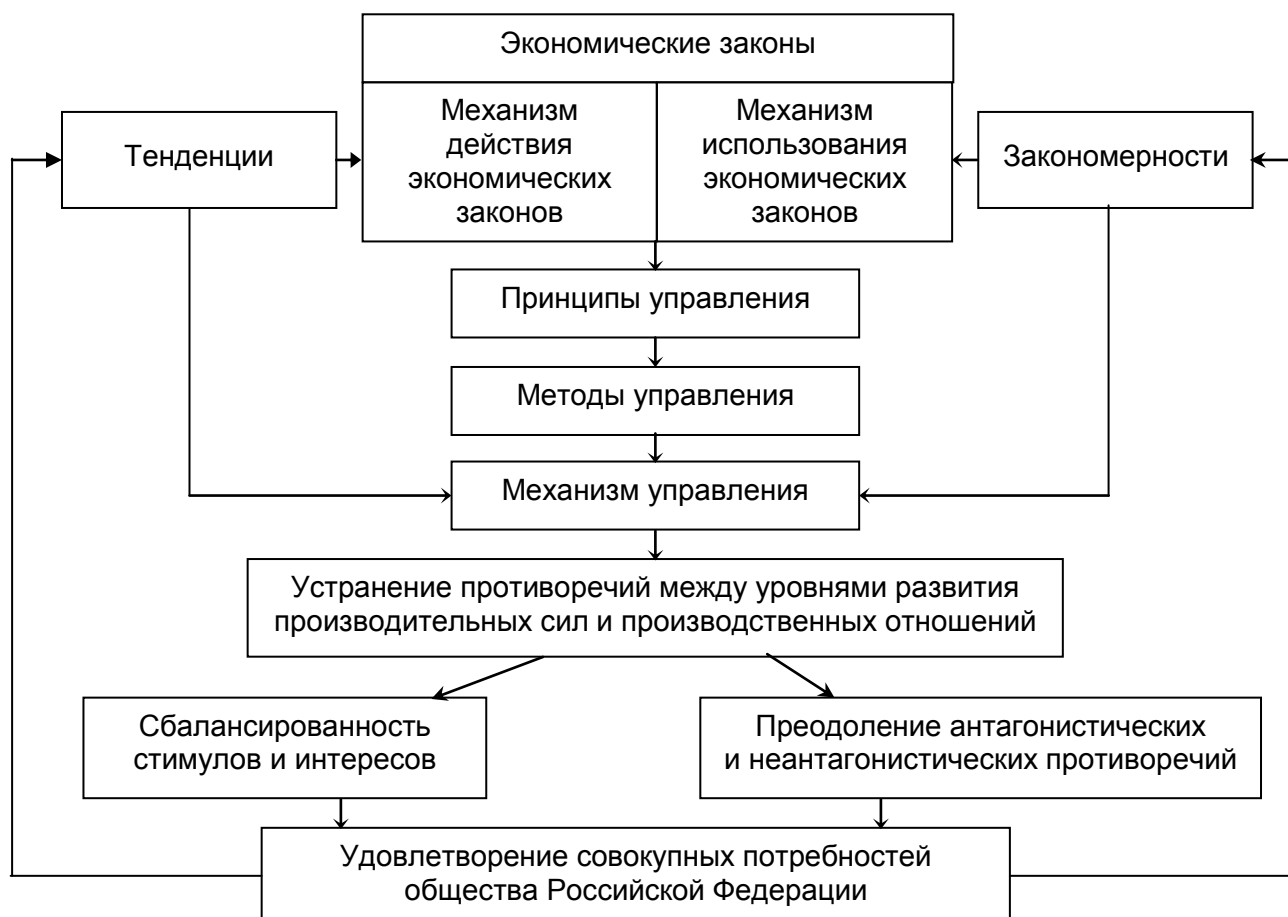 Экономические законы
Тенденции
Механизм
действия
экономических
законов
Механизм
использования
экономических
законов
Закономерности
Принципы управления
Методы управления
Механизм управления
Устранение противоречий между уровнями развития
производительных сил и производственных отношений
Сбалансированность
стимулов и интересов
Преодоление антагонистических
и неантагонистических противоречий
Удовлетворение совокупных потребностей
общества Российской Федерации